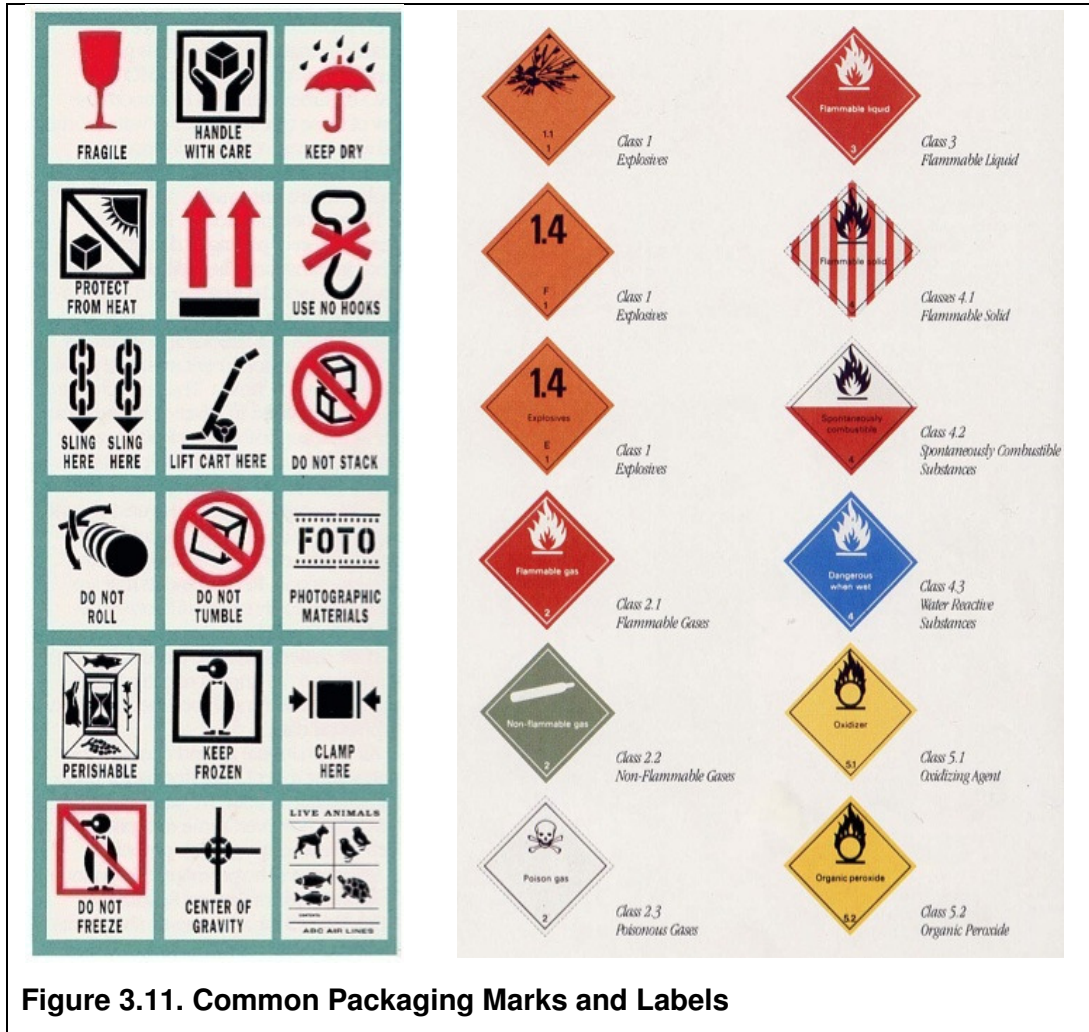 FRAGILE
HANDLE
WITH CARE
KEEP DRY
PROTECT
FROM HEAT
USE NO HOOKS
SLING
HERE
SLING
HERE
LIFT CART HERE
DO NOT STACK
DO NOT
ROLL
DO NOT
TUMBLE
FOTO
PHOTOGRAPHIC
MATERIALS
PERISHABLE
KEEP
FROZEN
CLAMP
HERE
DO NOT
FREEZE
CENTER OF
GRAVITY
LIVE ANIMALS
CONTENTS:
ABC AIR LINES
1.1
1
Class 1
Explosives
1.4
F
1
Class 1
Explosives
1.4
Explosives
E
1
Class 1
Explosives
Flammable gas
2
Class 2.1
Flammable Gases
Non-flammable gas
2
Class 2.2
Non-Flammable Gases
Poison gas
2
Class 2.3
Poisonous Gases
Flammable liquid
3
Class 3
Flammable Liquid
Flammable solid
4
Classes 4.1
Flammable Solid
Spontaneously
combustible
4
Class 4.2
Spontaneously Combustible
Substances
Dangerous
when wet
4
Class 4.3
Water Reactive
Substances
Oxidizer
5.1
Class 5.1
Oxidizing Agent
Organic peroxide
5.2
Class 5.2
Organic Peroxide
Figure 3.11. Common Packaging Marks and Labels